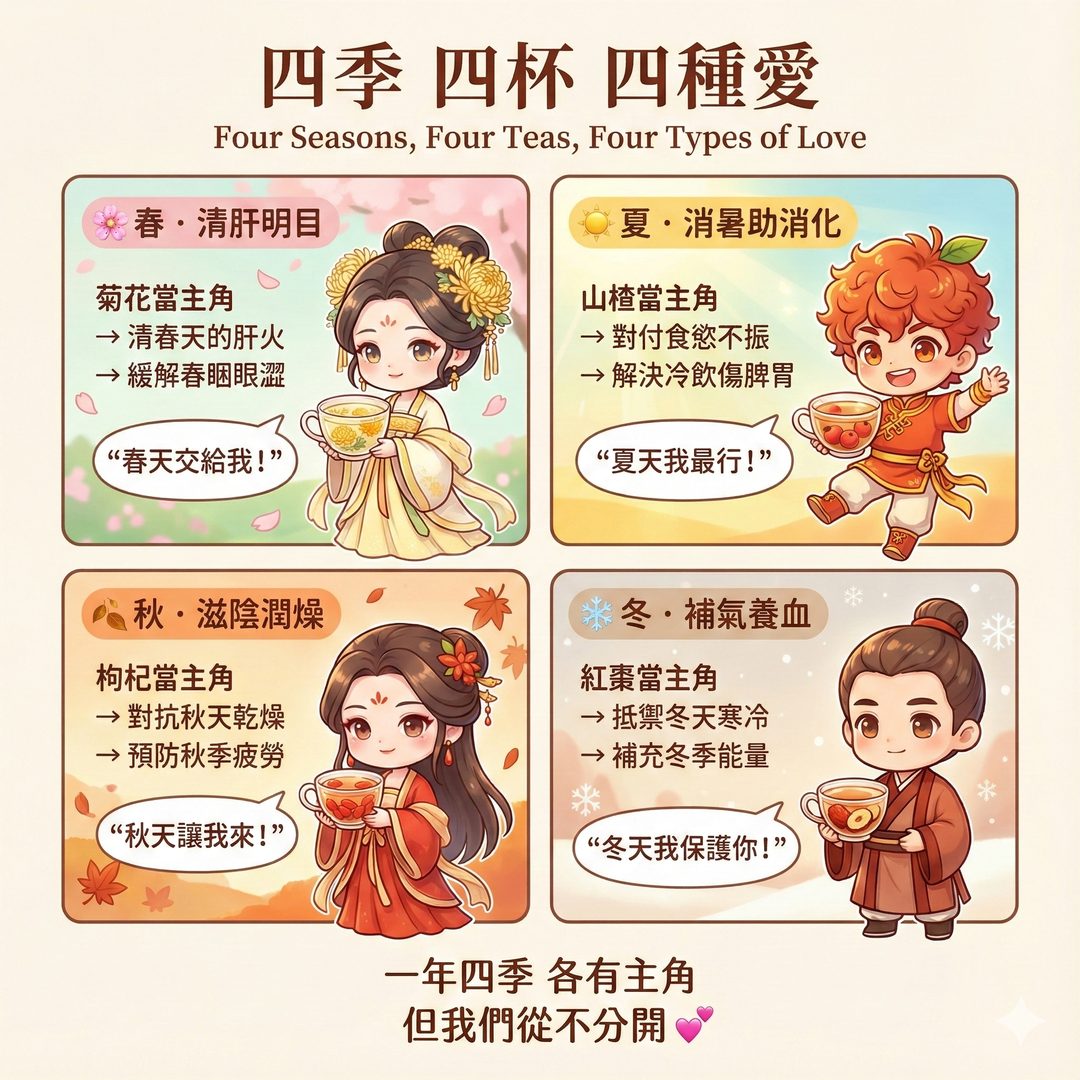 四季 四杯 四種愛
Four Seasons, Four Teas, Four Types of Love
春·清肝明目
菊花當主角
→ 清春天的肝火
→ 緩解春睏眼澀
“春天交給我!”
夏·消暑助消化
山楂當主角
→ 對付食慾不振
→ 解決冷飲傷脾胃
“夏天我最行!”
秋·滋陰潤燥
枸杞當主角
→ 對抗秋天乾燥
→ 預防秋季疲勞
“秋天讓我來!”
冬·補氣養血
紅棗當主角
→ 抵禦冬天寒冷
→ 補充冬季能量
“冬天我保護你!”
一年四季 各有主角
但我們從不分開 💕